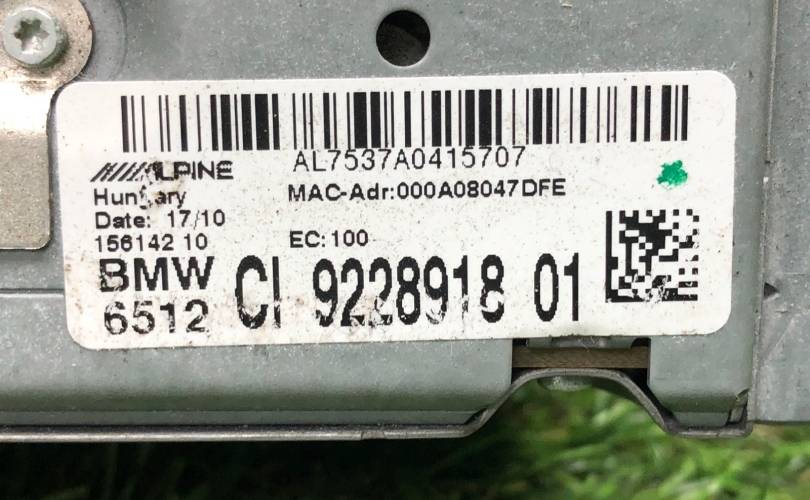 AL7537A0415707
ALPINE
Hungary
MAC-Adr:000A08047DFE
Date: 17/10
156142 10
EC: 100
BMW
6512
CI 9228918 01